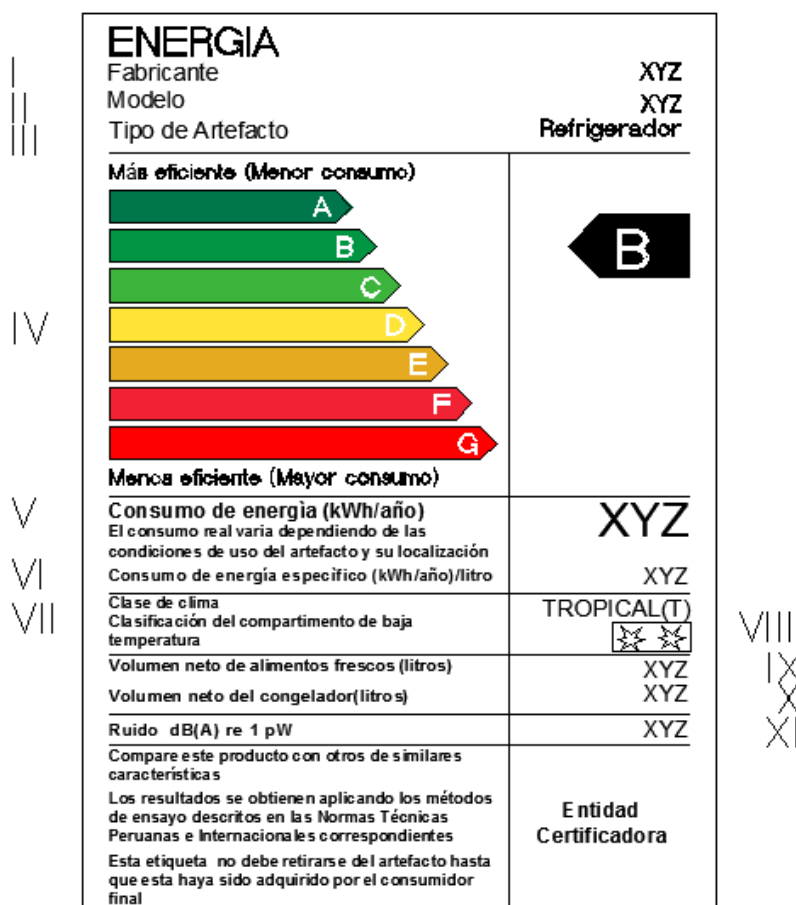 ENERGIA
I Fabricante XYZ
II Modelo XYZ
III Tipo de Artefacto Refrigerador
Más eficiente (Menor consumo)
A
B B
C
IV D
E
F
G
Menos eficiente (Mayor consumo)
V Consumo de energìa (kWh/año) XYZ
El consumo real varia dependiendo de las
condiciones de uso del artefacto y su localización
VI Consumo de energía específico (kWh/año)/litro XYZ
Clase de clima TROPICAL(T)
VII Clasificación del compartimento de baja VIII
temperatura
Volumen neto de alimentos frescos (litros) XYZ IX
Volumen neto del congelador(litros) XYZ X
Ruido dB(A) re 1 pW XYZ XI
Compare este producto con otros de similares
características
Los resultados se obtienen aplicando los métodos
de ensayo descritos en las Normas Técnicas
Peruanas e Internacionales correspondientes
Entidad
Certificadora
Esta etiqueta no debe retirarse del artefacto hasta
que esta haya sido adquirido por el consumidor
final